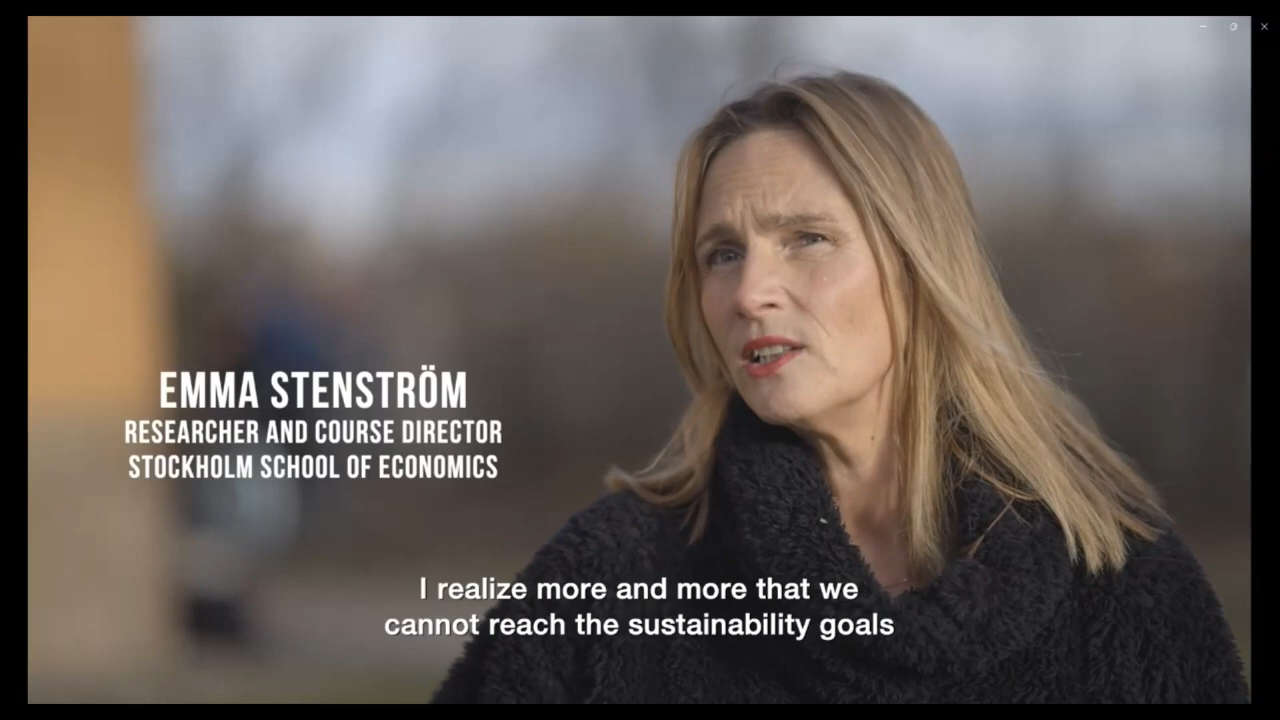 EMMA STENSTRÖM
RESEARCHER AND COURSE DIRECTOR
STOCKHOLM SCHOOL OF ECONOMICS
I realize more and more that we
cannot reach the sustainability goals